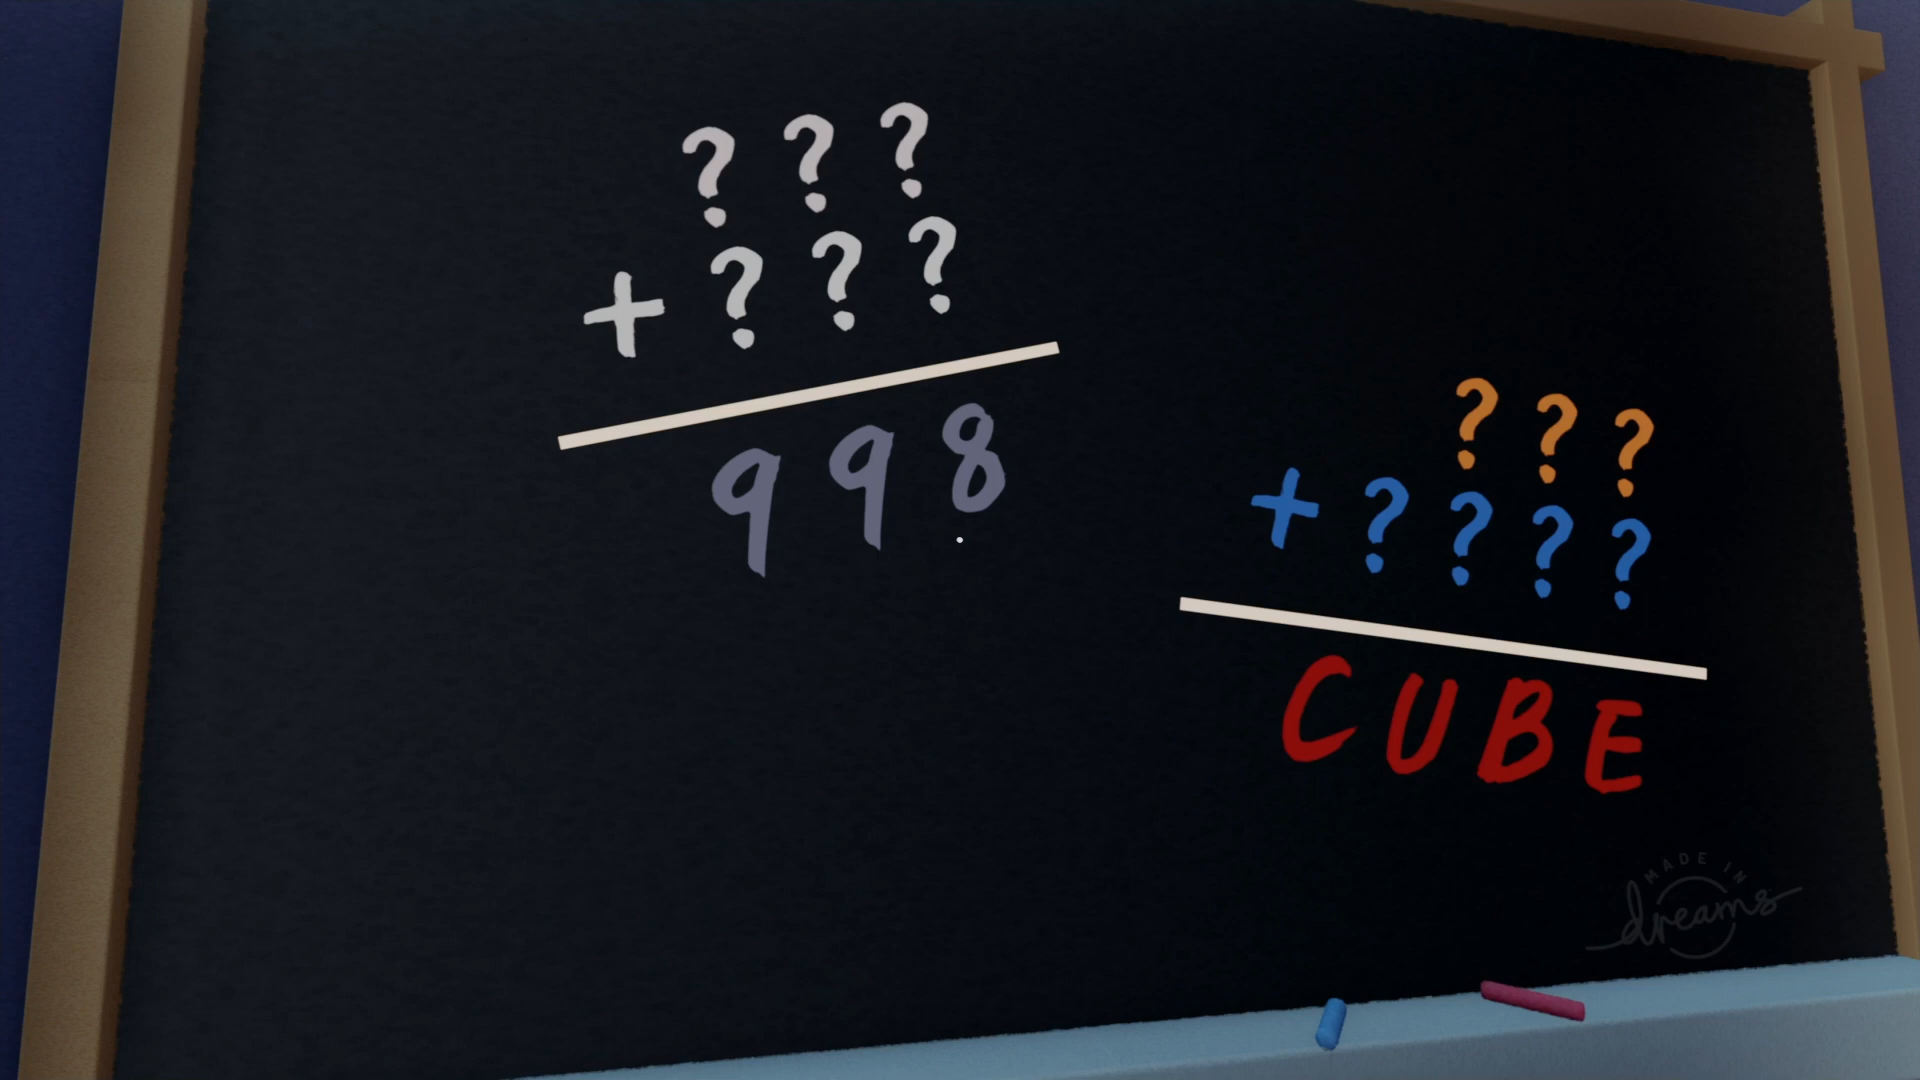 ? ? ?
+ ? ? ?
998
? ? ?
+ ? ? ? ?
CUBE
MADE IN
dreams